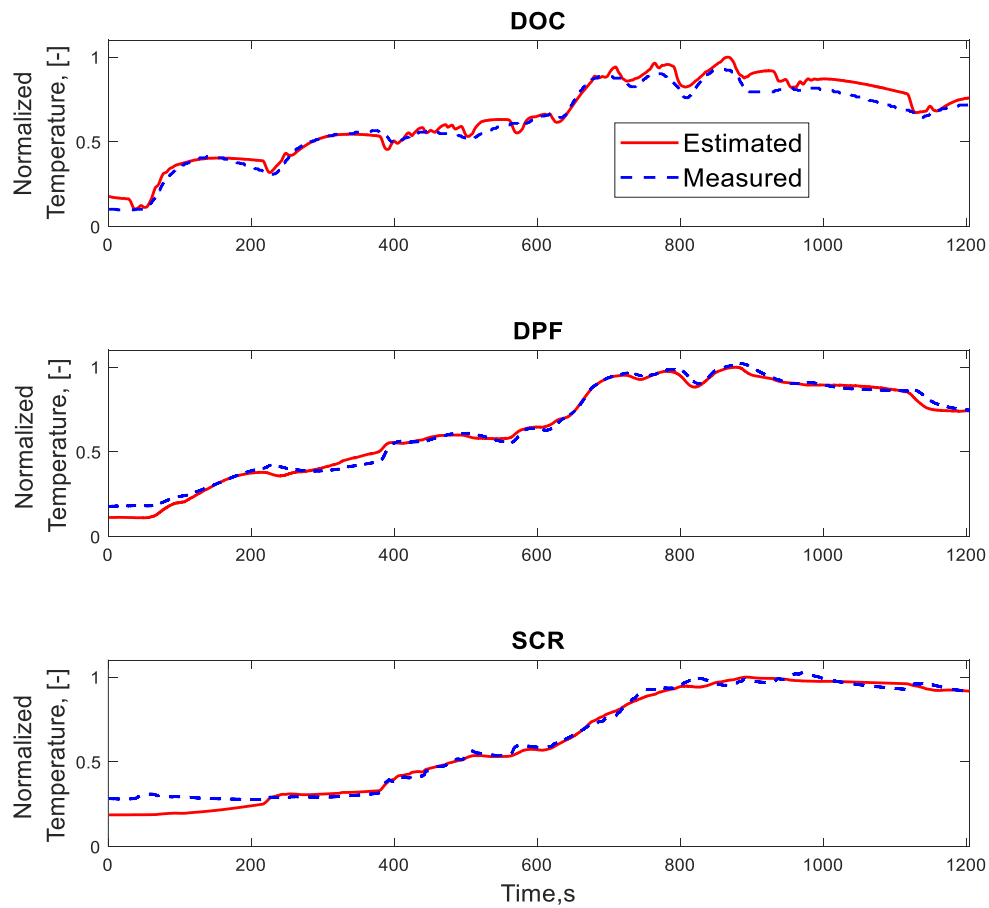 DOC
Normalized
Temperature, [-]
1
0.5
0
0 200 400 600 800 1000 1200
Estimated
Measured
DPF
Normalized
Temperature, [-]
1
0.5
0
0 200 400 600 800 1000 1200
SCR
Normalized
Temperature, [-]
1
0.5
0
0 200 400 600 800 1000 1200
Time,s